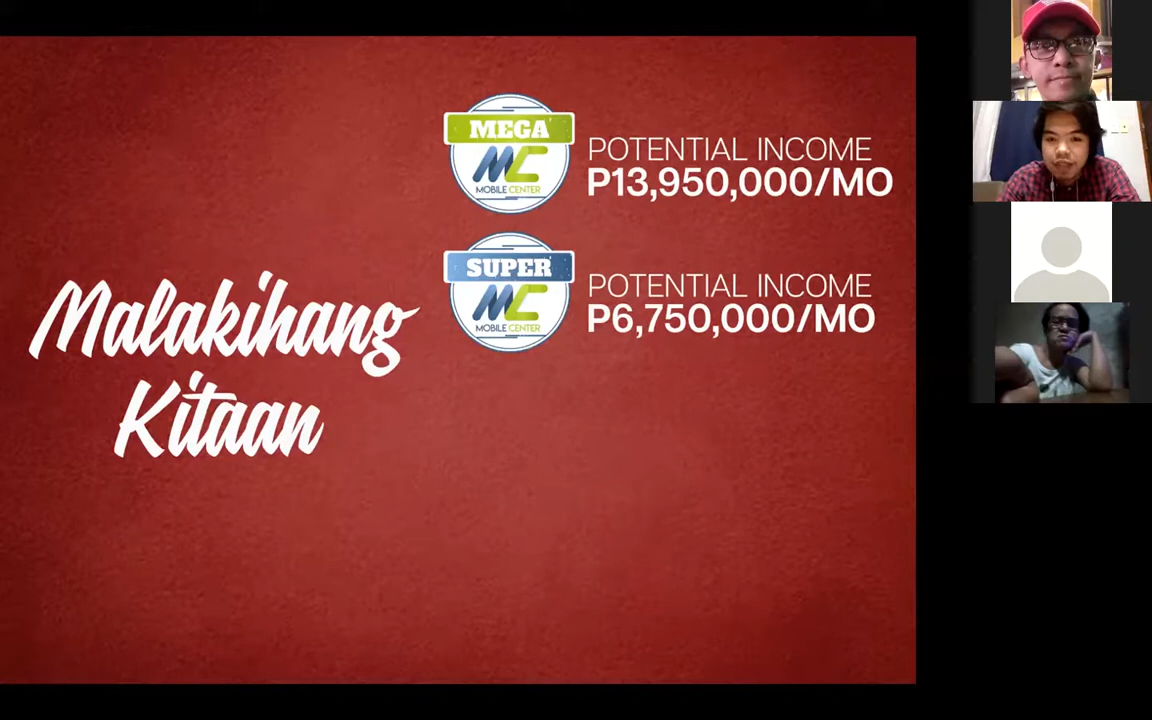 MEGA
MC
MOBILE CENTER
POTENTIAL INCOME
P13,950,000/MO
SUPER
MC
MOBILE CENTER
POTENTIAL INCOME
P6,750,000/MO
Malakihang
Kitaan